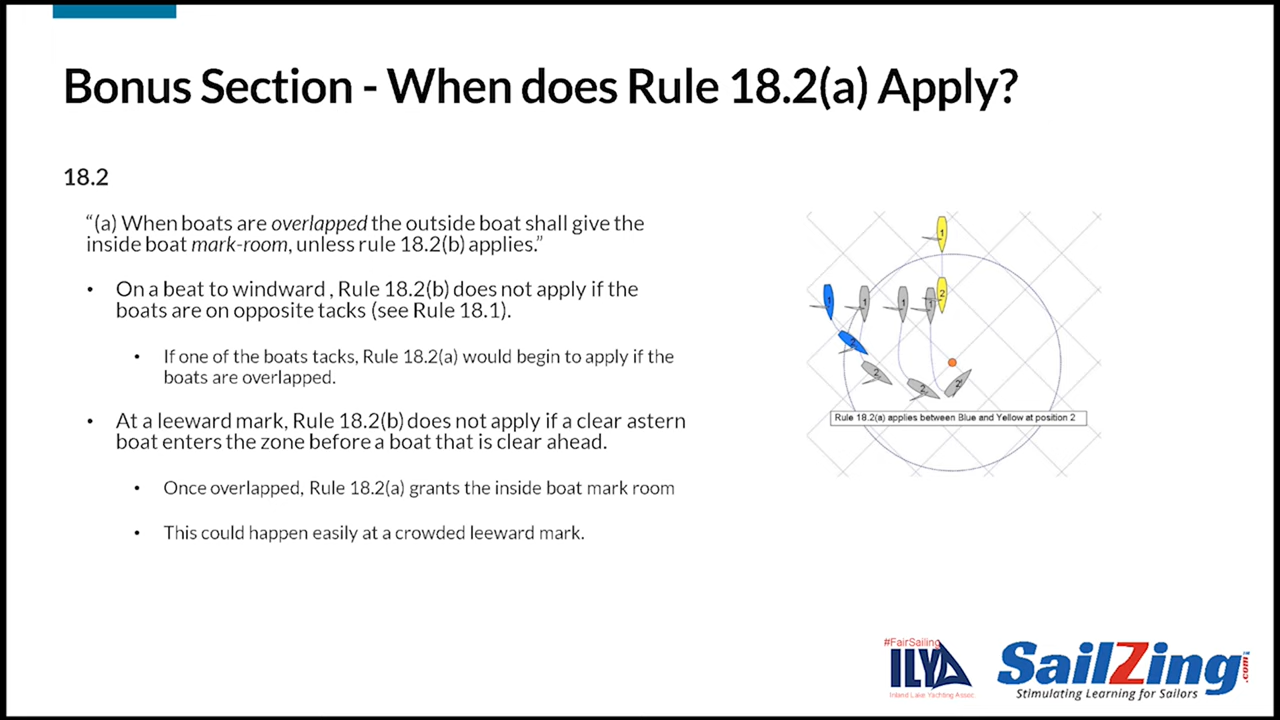 Bonus Section - When does Rule 18.2(a) Apply?
18.2
“(a) When boats are overlapped the outside boat shall give the
inside boat mark-room, unless rule 18.2(b) applies.”
• On a beat to windward , Rule 18.2(b) does not apply if the
boats are on opposite tacks (see Rule 18.1).
• If one of the boats tacks, Rule 18.2(a) would begin to apply if the
boats are overlapped.
• At a leeward mark, Rule 18.2(b) does not apply if a clear astern
boat enters the zone before a boat that is clear ahead.
• Once overlapped, Rule 18.2(a) grants the inside boat mark room
• This could happen easily at a crowded leeward mark.
1
2
1
1
1
1
2
2
2
2
Rule 18.2(a) applies between Blue and Yellow at position 2
#FairSailing
ILYA
Inland Lake Yachting Assoc.
SailZing.com
Stimulating Learning for Sailors